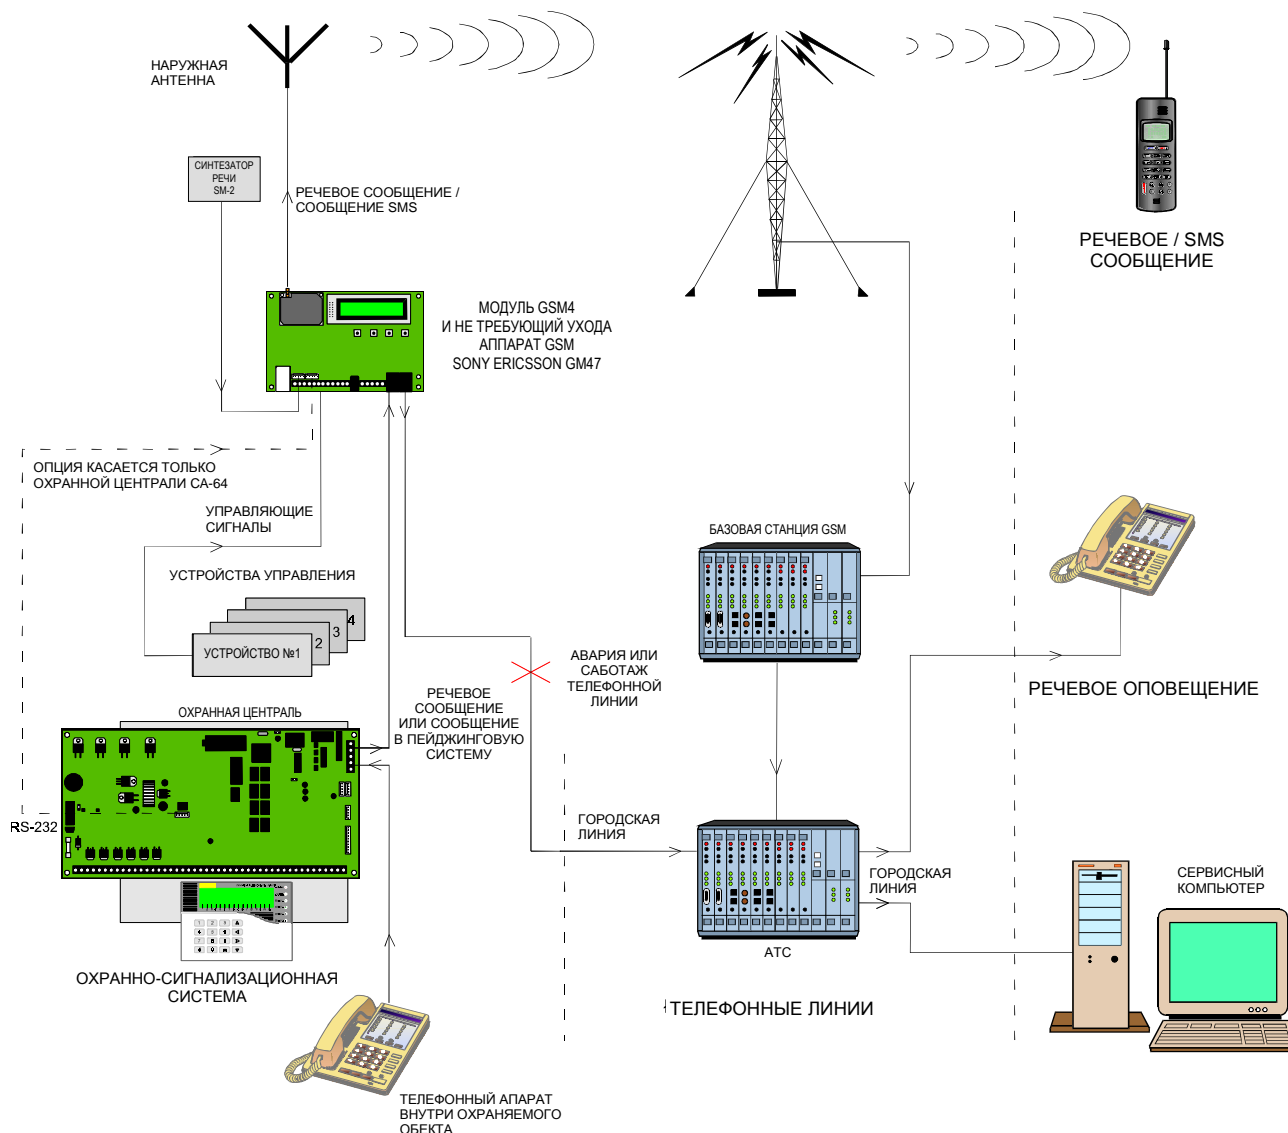 НАРУЖНАЯ
АНТЕННА
СИНТЕЗАТОР
РЕЧИ
SM-2
РЕЧЕВОЕ СООБЩЕНИЕ /
СООБЩЕНИЕ SMS
РЕЧЕВОЕ / SMS
СООБЩЕНИЕ
МОДУЛЬ GSM4
И НЕ ТРЕБУЮЩИЙ УХОДА
АППАРАТ GSM
SONY ERICSSON GM47
ОПЦИЯ КАСАЕТСЯ ТОЛЬКО
ОХРАННОЙ ЦЕНТРАЛИ CA-64
УПРАВЛЯЮЩИЕ
СИГНАЛЫ
УСТРОЙСТВА УПРАВЛЕНИЯ
4
3
2
УСТРОЙСТВО №1
БАЗОВАЯ СТАНЦИЯ GSM
АВАРИЯ ИЛИ
САБОТАЖ
ТЕЛЕФОННОЙ
ЛИНИИ
РЕЧЕВОЕ ОПОВЕЩЕНИЕ
РЕЧЕВОЕ
СООБЩЕНИЕ
ИЛИ СООБЩЕНИЕ
В ПЕЙДЖИНГОВУЮ
СИСТЕМУ
ОХРАННАЯ ЦЕНТРАЛЬ
RS-232
ГОРОДСКАЯ
ЛИНИЯ
ГОРОДСКАЯ
ЛИНИЯ
АТС
СЕРВИСНЫЙ
КОМПЬЮТЕР
ОХРАННО-СИГНАЛИЗАЦИОННАЯ
СИСТЕМА
ТЕЛЕФОННЫЕ ЛИНИИ
ТЕЛЕФОННЫЙ АПАРАТ
ВНУТРИ ОХРАНЯЕМОГО
ОБЕКТА